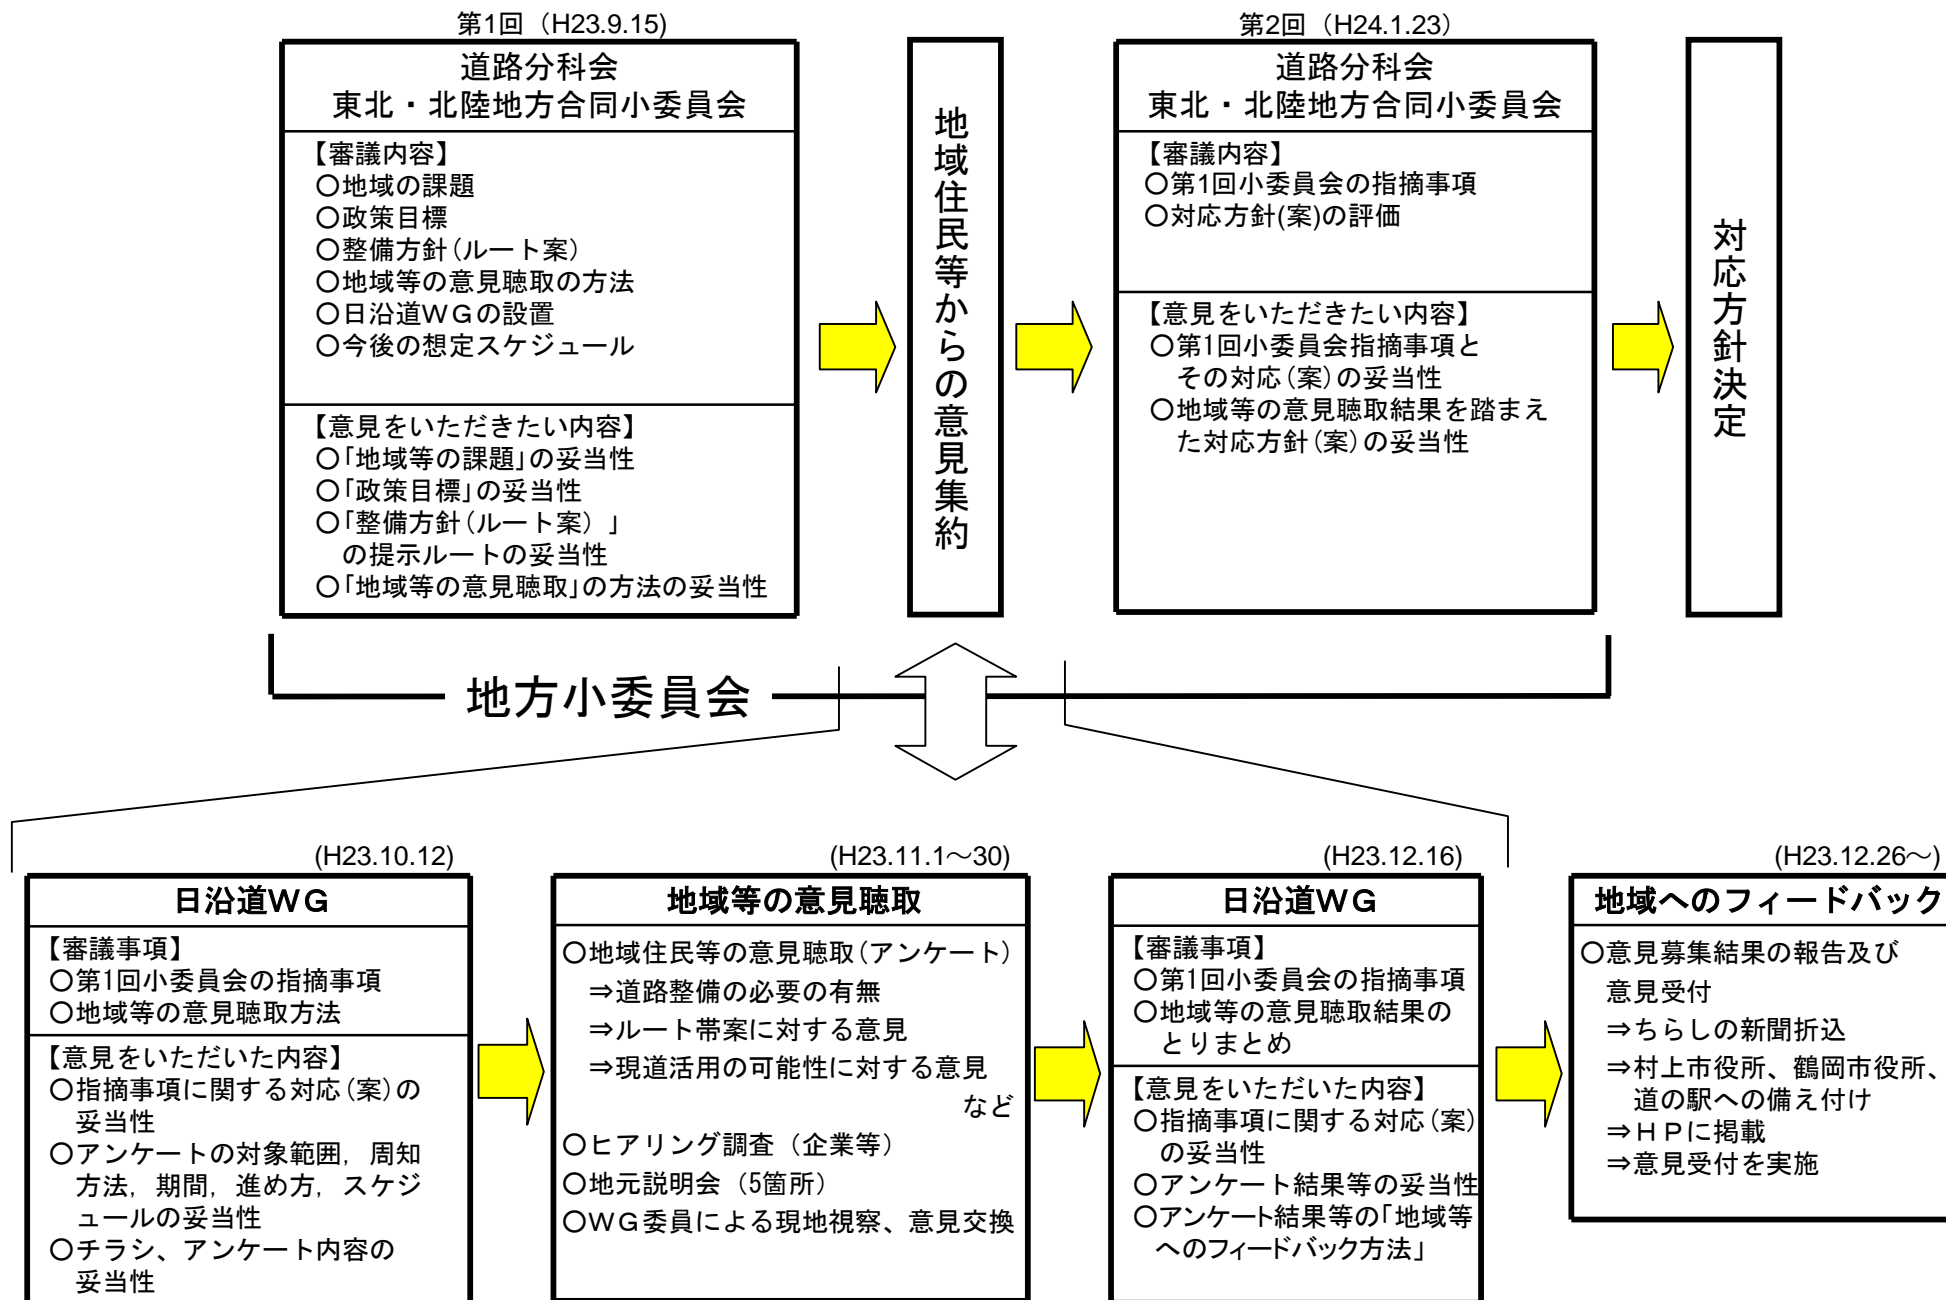 第1回（H23.9.15)
道路分科会
東北・北陸地方合同小委員会
【審議内容】
○地域の課題
○政策目標
○整備方針（ルート案）
○地域等の意見聴取の方法
○日沿道ＷＧの設置
○今後の想定スケジュール
【意見をいただきたい内容】
○｢地域等の課題｣の妥当性
○｢政策目標｣の妥当性
○｢整備方針（ルート案）｣
の提示ルートの妥当性
○｢地域等の意見聴取｣の方法の妥当性
地域住民等からの意見集約
第2回（H24.1.23）
道路分科会
東北・北陸地方合同小委員会
【審議内容】
○第1回小委員会の指摘事項
○対応方針(案)の評価
【意見をいただきたい内容】
○第1回小委員会指摘事項と
その対応（案）の妥当性
○地域等の意見聴取結果を踏まえ
た対応方針（案）の妥当性
対応方針決定
地方小委員会
(H23.10.12)
日沿道ＷＧ
【審議事項】
○第1回小委員会の指摘事項
○地域等の意見聴取方法
【意見をいただいた内容】
○指摘事項に関する対応（案）の
妥当性
○アンケートの対象範囲，周知
方法，期間，進め方，スケジ
ュールの妥当性
○チラシ、アンケート内容の
妥当性
(H23.11.1～30)
地域等の意見聴取
○地域住民等の意見聴取（アンケート）
⇒道路整備の必要の有無
⇒ルート帯案に対する意見
⇒現道活用の可能性に対する意見
など
○ヒアリング調査（企業等）
○地元説明会（5箇所）
○ＷＧ委員による現地視察、意見交換
(H23.12.16)
日沿道ＷＧ
【審議事項】
○第1回小委員会の指摘事項
○地域等の意見聴取結果の
とりまとめ
【意見をいただいた内容】
○指摘事項に関する対応（案）
の妥当性
○アンケート結果等の妥当性
○アンケート結果等の「地域等
へのフィードバック方法」
(H23.12.26～)
地域へのフィードバック
○意見募集結果の報告及び
意見受付
⇒ちらしの新聞折込
⇒村上市役所、鶴岡市役所、
道の駅への備え付け
⇒ＨＰに掲載
⇒意見受付を実施